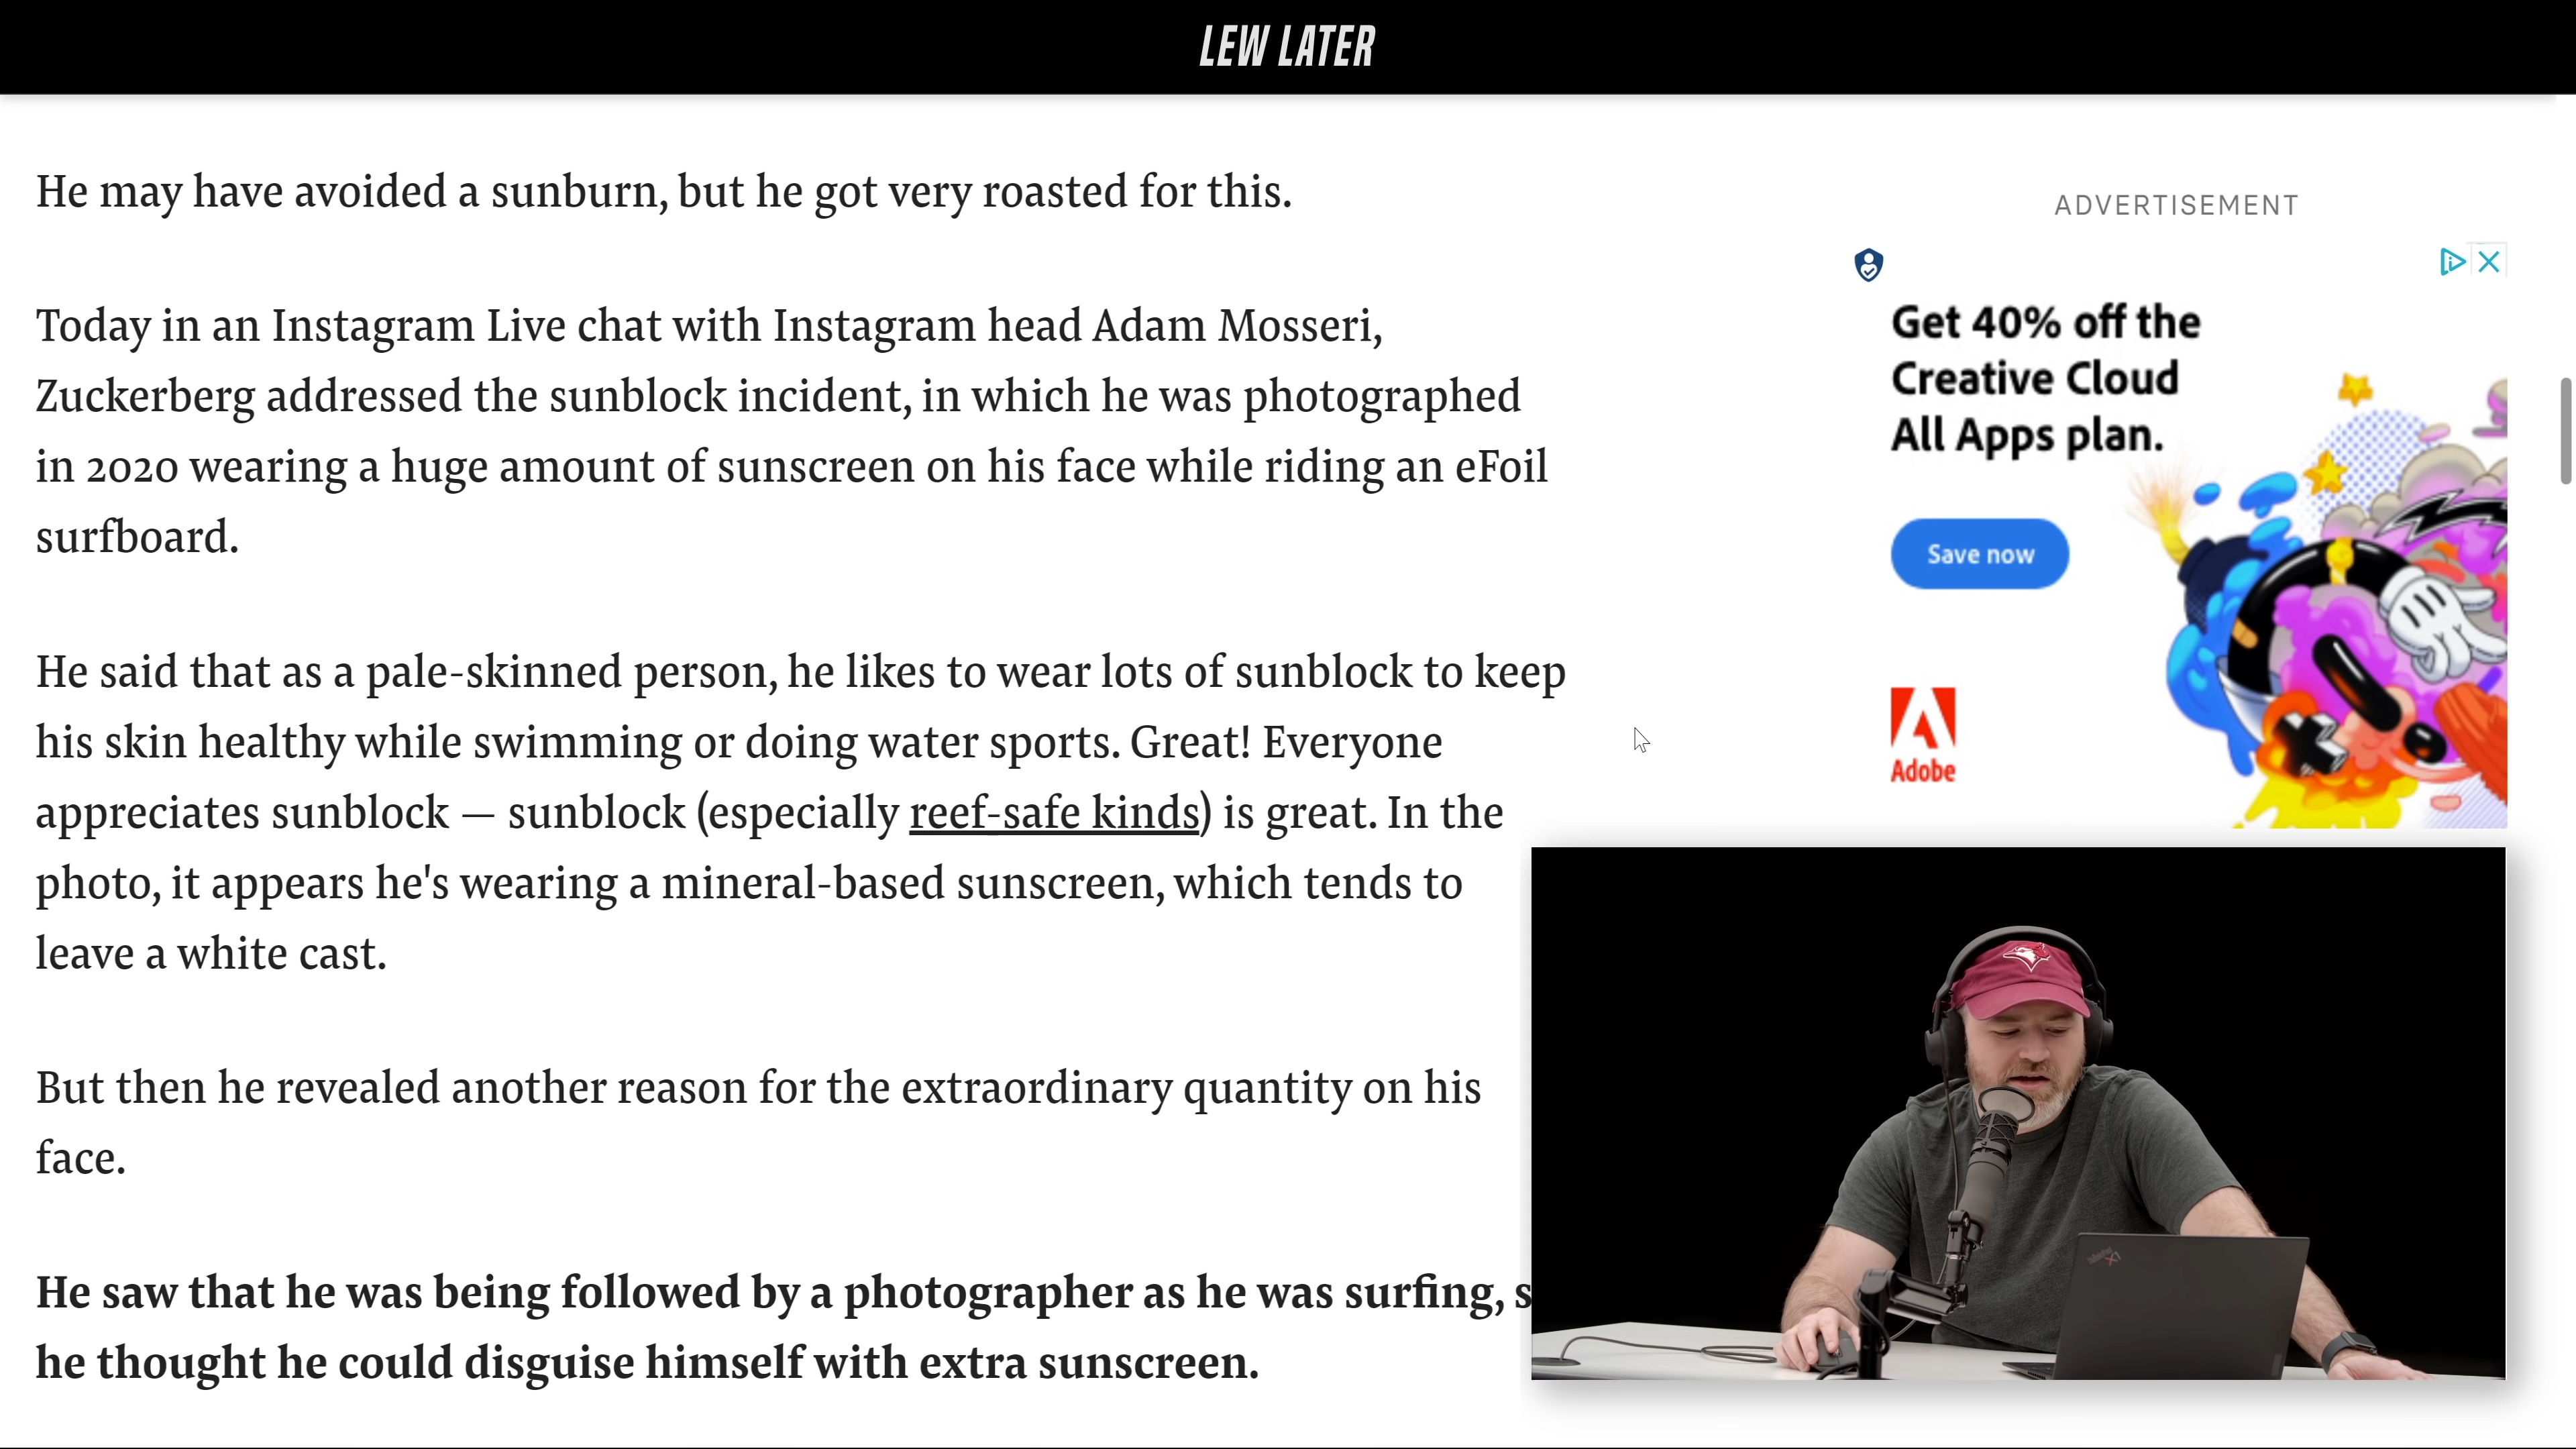 LEW LATER
He may have avoided a sunburn, but he got very roasted for this.
Today in an Instagram Live chat with Instagram head Adam Mosseri,
Zuckerberg addressed the sunblock incident, in which he was photographed
in 2020 wearing a huge amount of sunscreen on his face while riding an eFoil
surfboard.
He said that as a pale-skinned person, he likes to wear lots of sunblock to keep
his skin healthy while swimming or doing water sports. Great! Everyone
appreciates sunblock — sunblock (especially reef-safe kinds) is great. In the
photo, it appears he's wearing a mineral-based sunscreen, which tends to
leave a white cast.
But then he revealed another reason for the extraordinary quantity on his
face.
He saw that he was being followed by a photographer as he was surfing, s
he thought he could disguise himself with extra sunscreen.
ADVERTISEMENT
Get 40% off the
Creative Cloud
All Apps plan.
Save now
Adobe